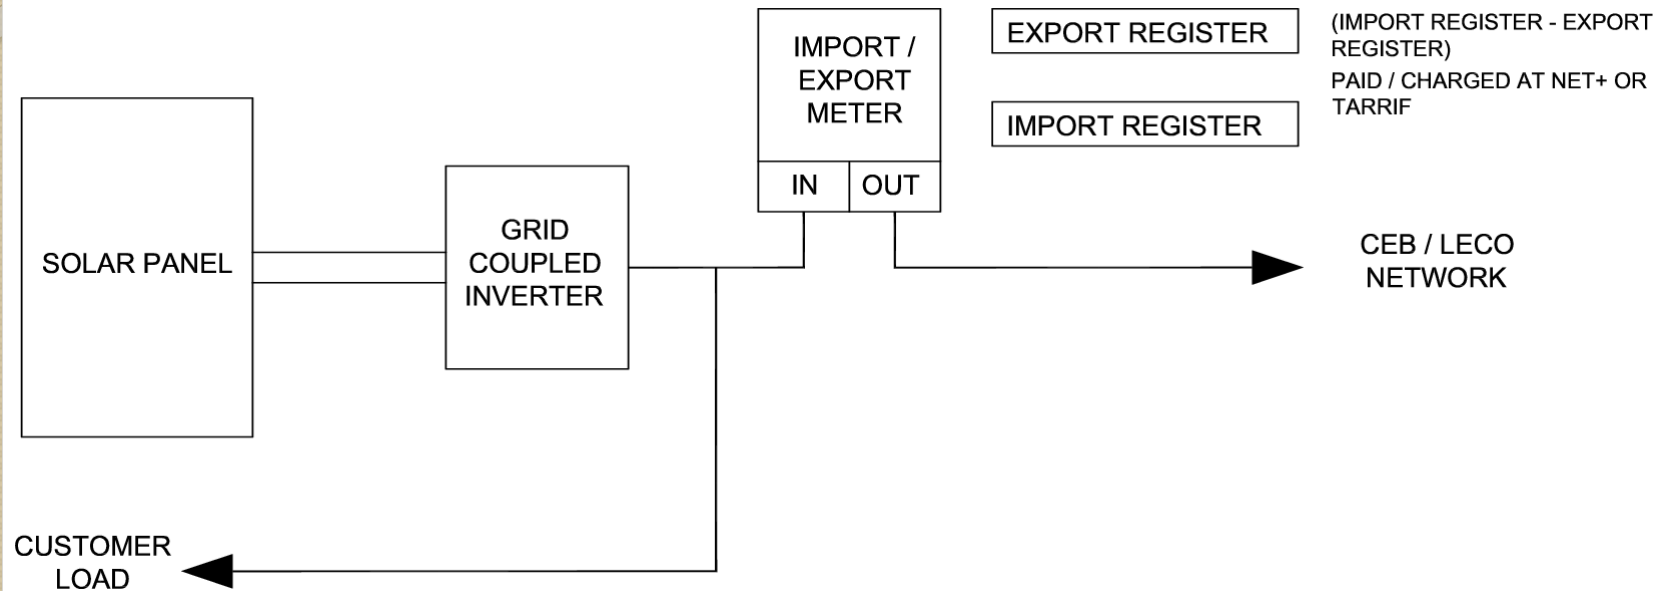 IMPORT /
EXPORT
METER
IN
OUT
EXPORT REGISTER
IMPORT REGISTER
(IMPORT REGISTER - EXPORT
REGISTER)
PAID / CHARGED AT NET+ OR
TARRIF
SOLAR PANEL
GRID
COUPLED
INVERTER
CEB / LECO
NETWORK
CUSTOMER
LOAD